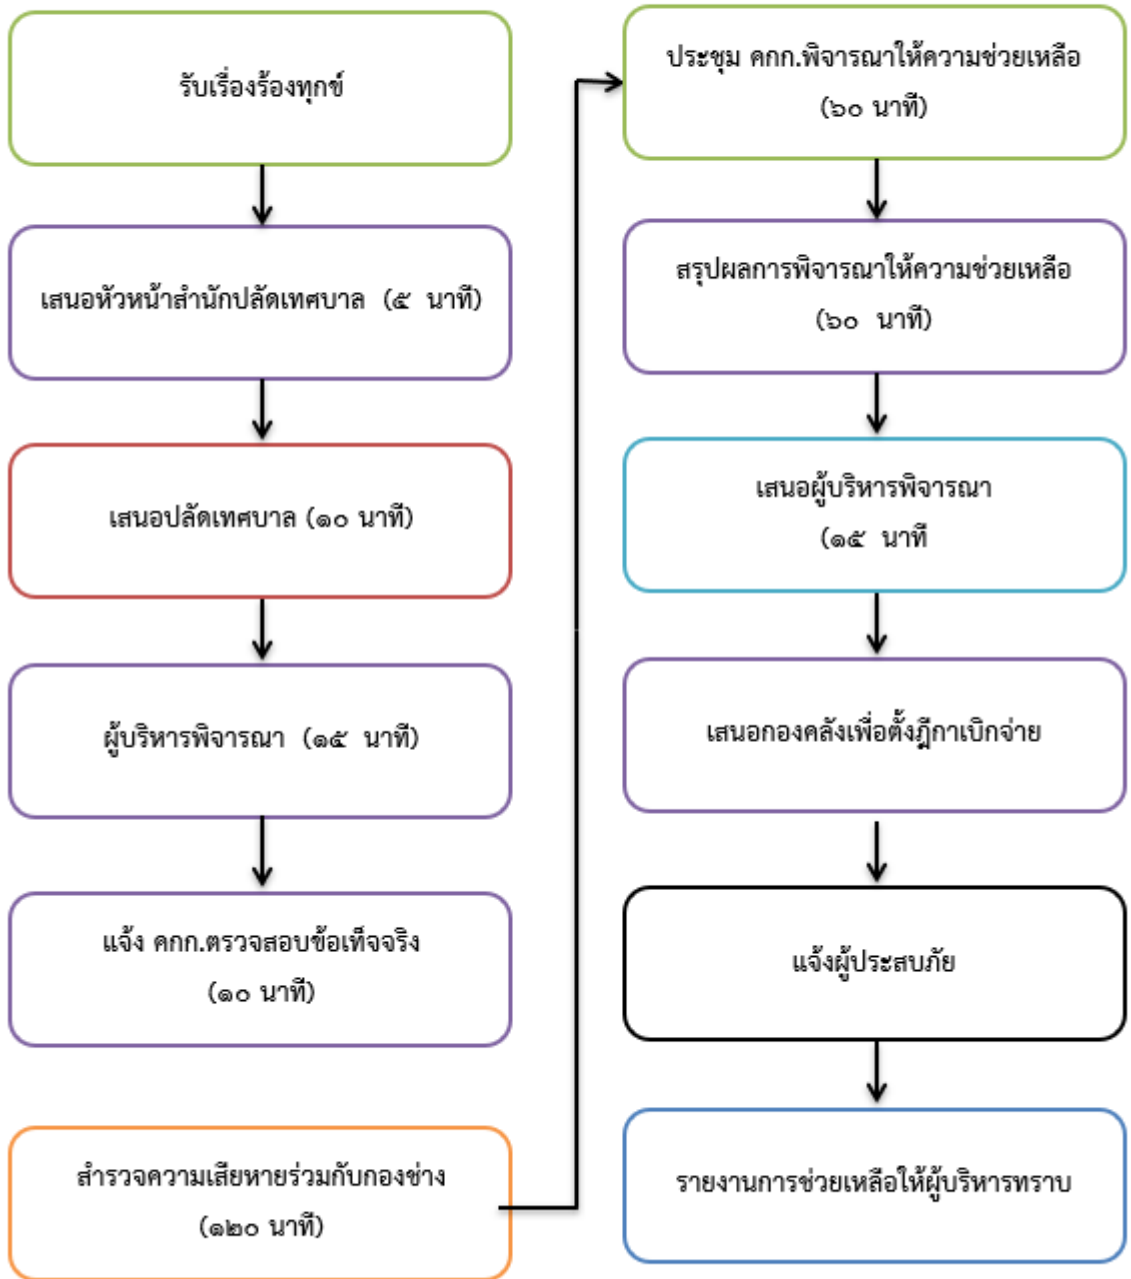 รับเรื่องร้องทุกข์
เสนอหัวหน้าสำนักปลัดเทศบาล (๕ นาที)
เสนอปลัดเทศบาล (๑๐ นาที)
ผู้บริหารพิจารณา (๑๕ นาที)
แจ้ง คกก.ตรวจสอบข้อเท็จจริง
(๑๐ นาที)
สำรวจความเสียหายร่วมกับกองช่าง
(๑๒๐ นาที)
ประชุม คกก.พิจารณาให้ความช่วยเหลือ
(๖๐ นาที)
สรุปผลการพิจารณาให้ความช่วยเหลือ
(๖๐ นาที)
เสนอผู้บริหารพิจารณา
(๑๕ นาที
เสนอกองคลังเพื่อตั้งฎีกาเบิกจ่าย
แจ้งผู้ประสบภัย
รายงานการช่วยเหลือให้ผู้บริหารทราบ